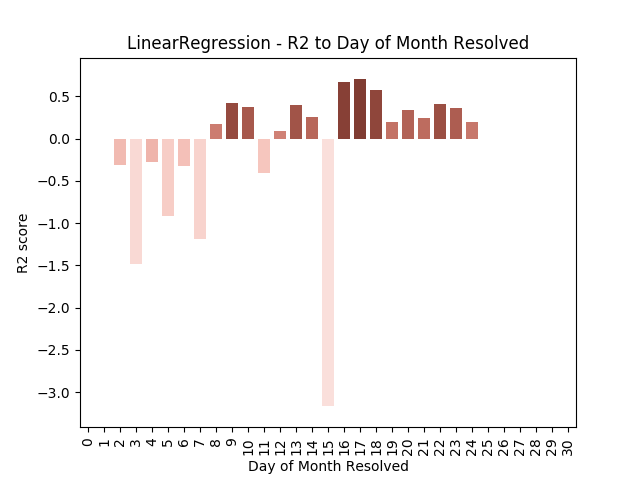 LinearRegression - R2 to Day of Month Resolved
R2 score
0.5
0.0
−0.5
−1.0
−1.5
−2.0
−2.5
−3.0
0 1 2 3 4 5 6 7 8 9 10 11 12 13 14 15 16 17 18 19 20 21 22 23 24 25 26 27 28 29 30
Day of Month Resolved